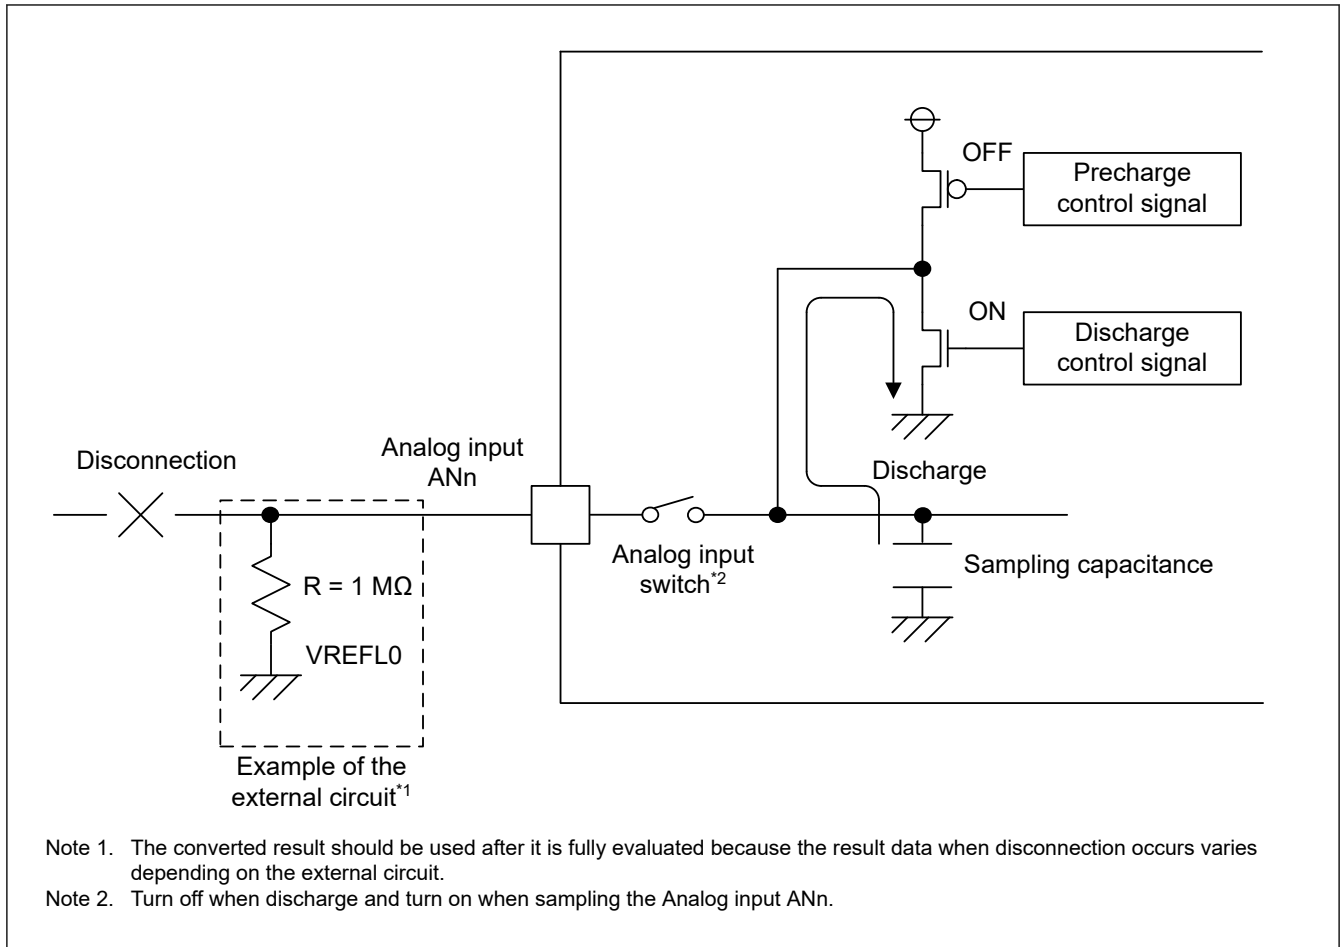 OFF
Precharge
control signal
ON
Discharge
control signal
Disconnection
Analog input
ANn
Discharge
Analog input
switch*2
Sampling capacitance
R = 1 MΩ
VREFL0
Example of the
external circuit*1
Note 1. The converted result should be used after it is fully evaluated because the result data when disconnection occurs varies
depending on the external circuit.
Note 2. Turn off when discharge and turn on when sampling the Analog input ANn.